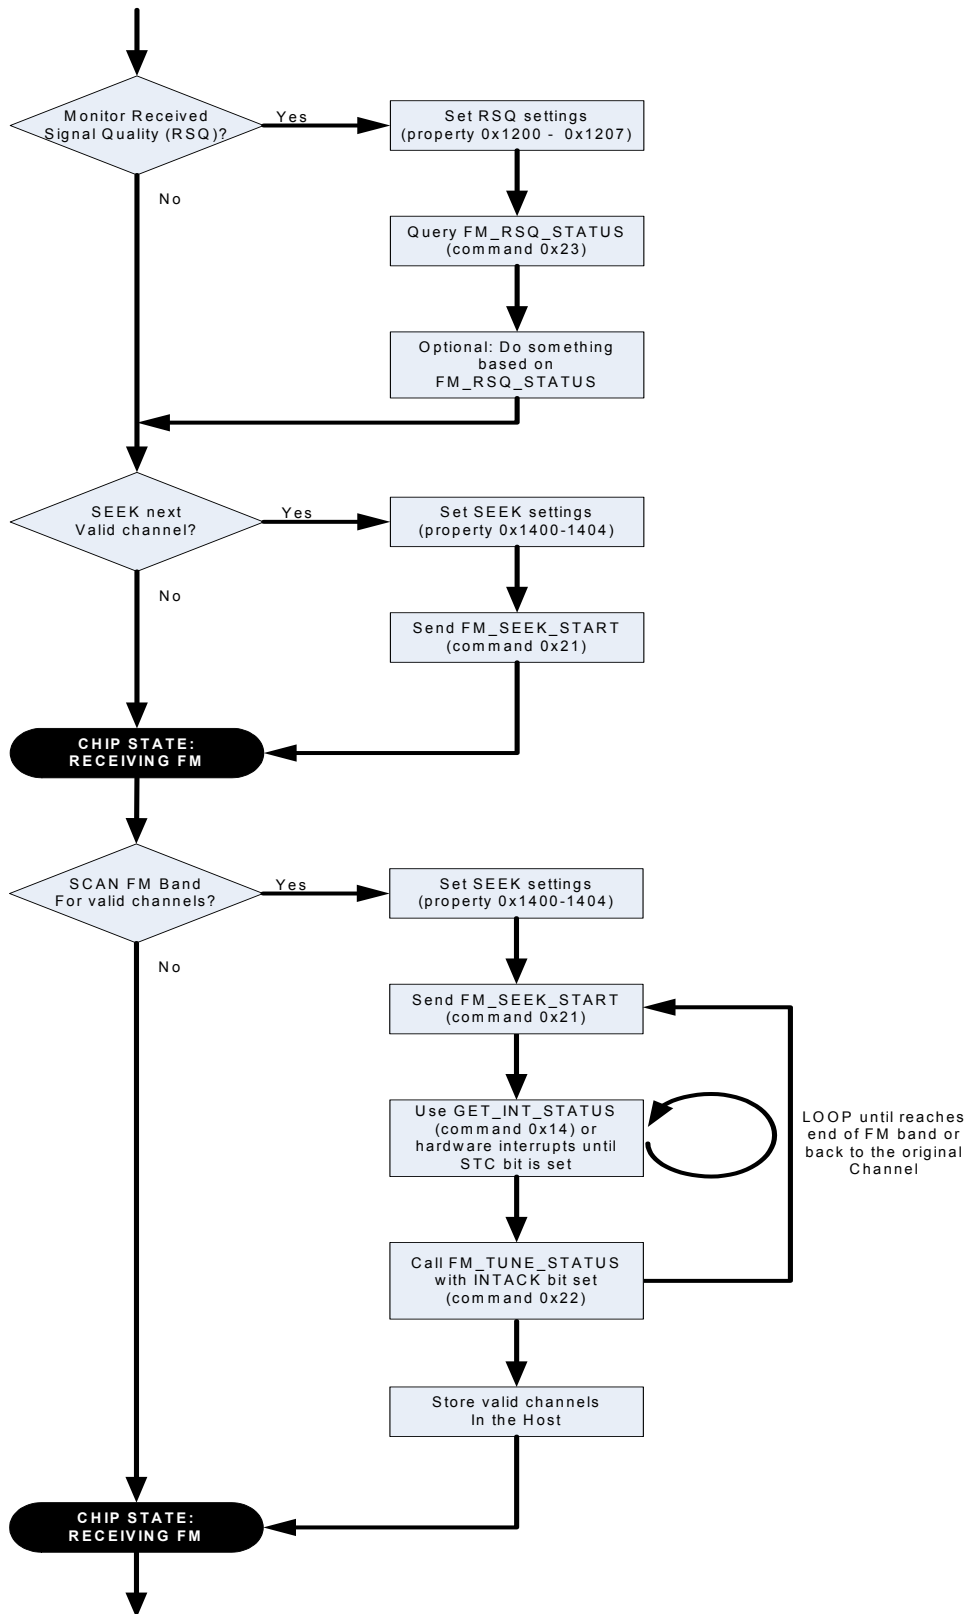 Monitor Received
Signal Quality (RSQ)?
Yes
Set RSQ settings
(property 0x1200 - 0x1207)
No
Query FM_RSQ_STATUS
(command 0x23)
Optional: Do something
based on
FM_RSQ_STATUS
SEEK next
Valid channel?
Yes
Set SEEK settings
(property 0x1400-1404)
No
Send FM_SEEK_START
(command 0x21)
CHIP STATE:
RECEIVING FM
SCAN FM Band
For valid channels?
Yes
Set SEEK settings
(property 0x1400-1404)
No
Send FM_SEEK_START
(command 0x21)
Use GET_INT_STATUS
(command 0x14) or
hardware interrupts until
STC bit is set
LOOP until reaches
end of FM band or
back to the original
Channel
Call FM_TUNE_STATUS
with INTACK bit set
(command 0x22)
Store valid channels
In the Host
CHIP STATE:
RECEIVING FM